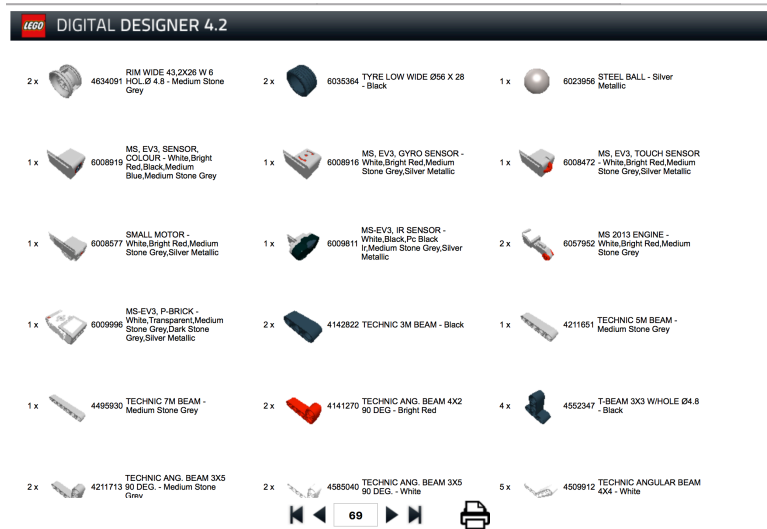 LEGO DIGITAL DESIGNER 4.2
2 x 4634091 RIM WIDE 43,2X26 W 6
HOL.Ø 4.8 - Medium Stone
Grey
2 x 6035364 TYRE LOW WIDE Ø56 X 28
- Black
1 x 6023956 STEEL BALL - Silver
Metallic
1 x 6008919 MS, EV3, SENSOR,
COLOUR - White,Bright
Red,Black,Medium
Blue,Medium Stone Grey
1 x 6008916 MS, EV3, GYRO SENSOR -
White,Bright Red,Medium
Stone Grey,Silver Metallic
1 x 6008472 MS, EV3, TOUCH SENSOR
- White,Bright Red,Medium
Stone Grey,Silver Metallic
1 x 6008577 SMALL MOTOR -
White,Bright Red,Medium
Stone Grey,Silver Metallic
1 x 6009811 MS-EV3, IR SENSOR -
White,Black,Pc Black
Ir,Medium Stone Grey,Silver
Metallic
2 x 6057952 MS 2013 ENGINE -
White,Bright Red,Medium
Stone Grey
1 x 6009996 MS-EV3, P-BRICK -
White,Transparent,Medium
Stone Grey,Dark Stone
Grey,Silver Metallic
2 x 4142822 TECHNIC 3M BEAM - Black
1 x 4211651 TECHNIC 5M BEAM -
Medium Stone Grey
1 x 4495930 TECHNIC 7M BEAM -
Medium Stone Grey
2 x 4141270 TECHNIC ANG. BEAM 4X2
90 DEG - Bright Red
4 x 4552347 T-BEAM 3X3 W/HOLE Ø4.8
- Black
2 x 4211713 TECHNIC ANG. BEAM 3X5
90 DEG. - Medium Stone
Grey
2 x 4585040 TECHNIC ANG. BEAM 3X5
90 DEG. - White
5 x 4509912 TECHNIC ANGULAR BEAM
4X4 - White
69